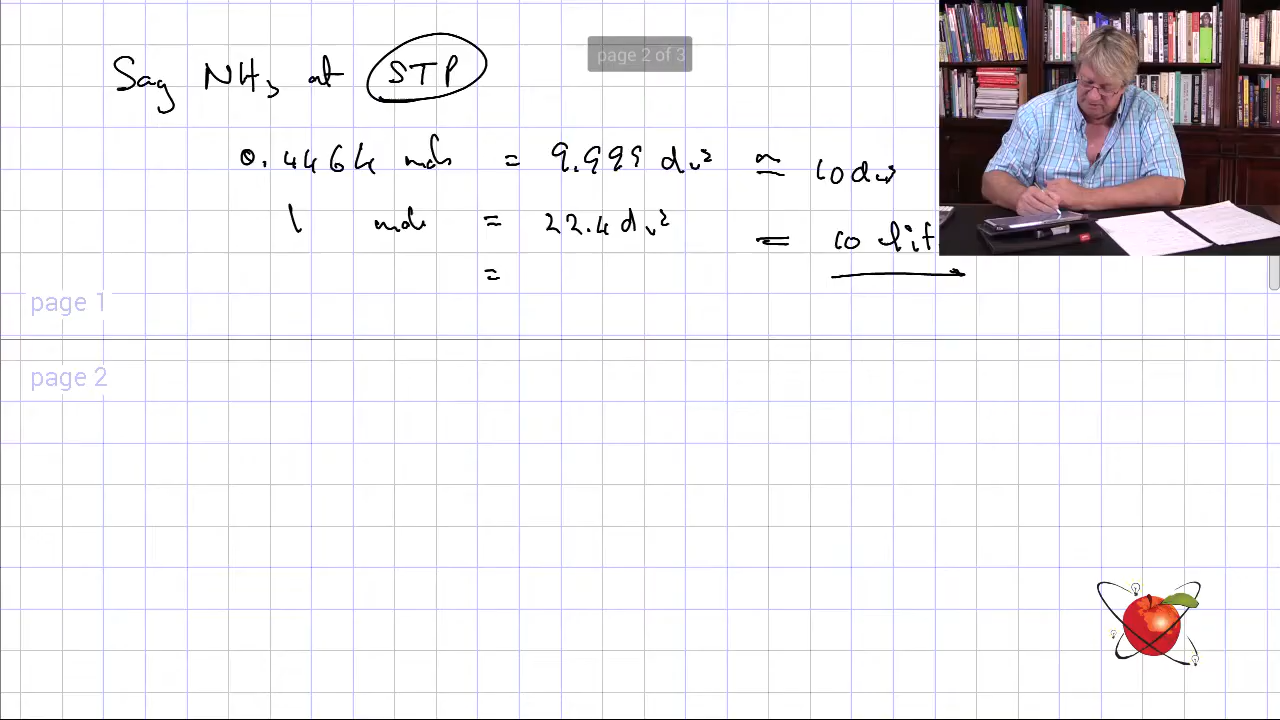 page 2 of 3
Say NH3 at STP
0.4464 mols = 9.999 dm³ ≈ 10 dm³
1 mol = 22.4 dm³ = 10 lit
=
page 1
page 2